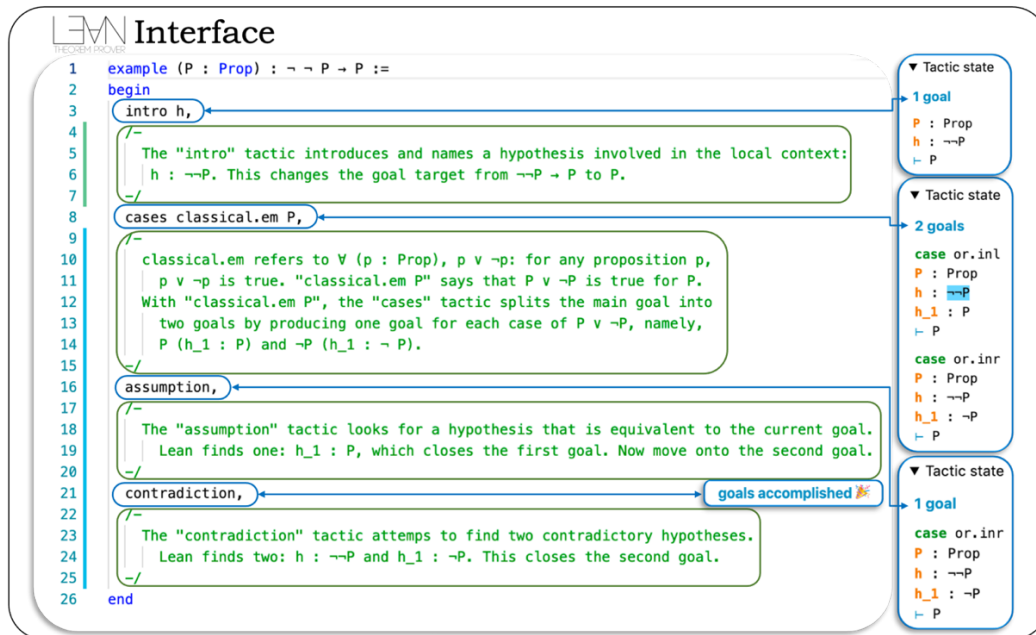 LEAN Interface
THEOREM PROVER
1 example (P : Prop) : ¬ ¬ P → P :=
2 begin
3 intro h,
4 /-
5 The "intro" tactic introduces and names a hypothesis involved in the local context:
6 h : ¬¬P. This changes the goal target from ¬¬P → P to P.
7 -/
8 cases classical.em P,
9 /-
10 classical.em refers to ∀ (p : Prop), p ∨ ¬p: for any proposition p,
11 p ∨ ¬p is true. "classical.em P" says that P ∨ ¬P is true for P.
12 With "classical.em P", the "cases" tactic splits the main goal into
13 two goals by producing one goal for each case of P ∨ ¬P, namely,
14 P (h_1 : P) and ¬P (h_1 : ¬ P).
15 -/
16 assumption,
17 /-
18 The "assumption" tactic looks for a hypothesis that is equivalent to the current goal.
19 Lean finds one: h_1 : P, which closes the first goal. Now move onto the second goal.
20 -/
21 contradiction,
goals accomplished 🎉
22 /-
23 The "contradiction" tactic attemps to find two contradictory hypotheses.
24 Lean finds two: h : ¬¬P and h_1 : ¬P. This closes the second goal.
25 -/
26 end
▼ Tactic state
1 goal
P : Prop
h : ¬¬P
⊢ P
▼ Tactic state
2 goals
case or.inl
P : Prop
h : ¬¬P
h_1 : P
⊢ P
case or.inr
P : Prop
h : ¬¬P
h_1 : ¬P
⊢ P
▼ Tactic state
1 goal
case or.inr
P : Prop
h : ¬¬P
h_1 : ¬P
⊢ P